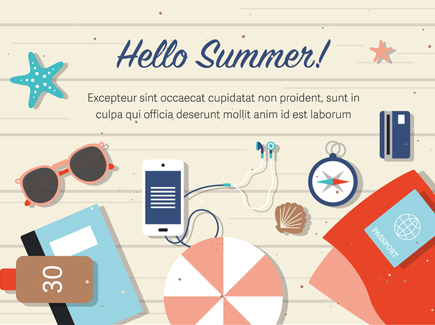 Hello Summer!
Excepteur sint occaecat cupidatat non proident, sunt in
culpa qui officia deserunt mollit anim id est laborum
PASSPORT
30